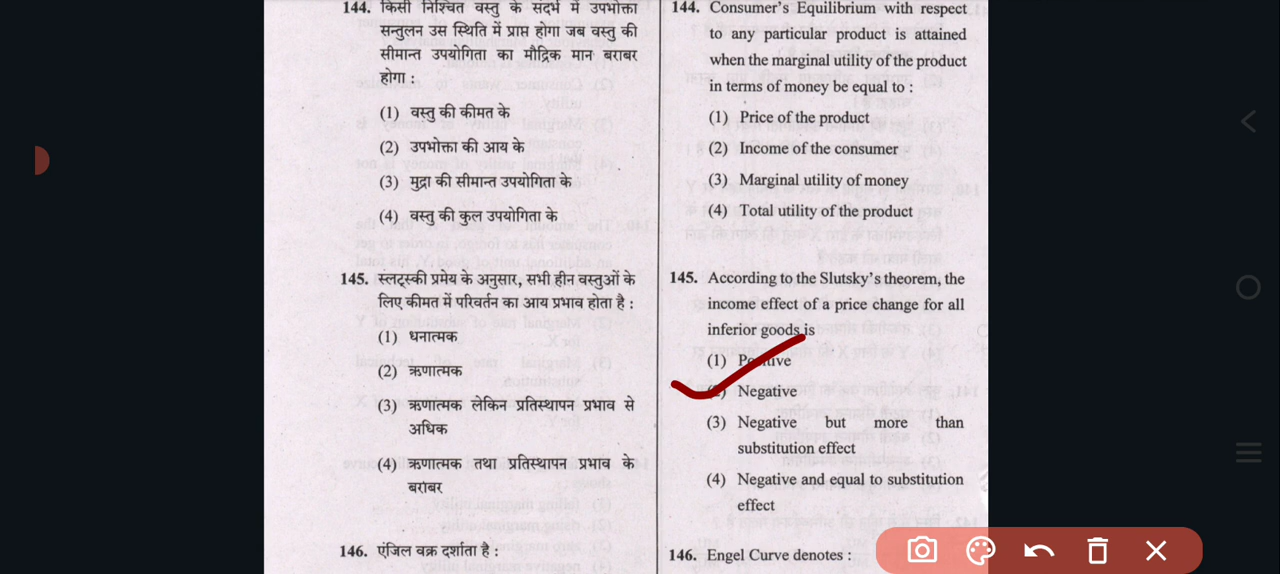 144. किसी निश्चित वस्तु के संदर्भ में उपभोक्ता
सन्तुलन उस स्थिति में प्राप्त होगा जब वस्तु की
सीमान्त उपयोगिता का मौद्रिक मान बराबर
होगा :
(1) वस्तु की कीमत के
(2) उपभोक्ता की आय के
(3) मुद्रा की सीमान्त उपयोगिता के
(4) वस्तु की कुल उपयोगिता के
145. स्लट्स्की प्रमेय के अनुसार, सभी हीन वस्तुओं के
लिए कीमत में परिवर्तन का आय प्रभाव होता है :
(1) धनात्मक
(2) ऋणात्मक
(3) ऋणात्मक लेकिन प्रतिस्थापन प्रभाव से
अधिक
(4) ऋणात्मक तथा प्रतिस्थापन प्रभाव के
बराबर
146. एंजिल वक्र दर्शाता है :
144. Consumer's Equilibrium with respect
to any particular product is attained
when the marginal utility of the product
in terms of money be equal to :
(1) Price of the product
(2) Income of the consumer
(3) Marginal utility of money
(4) Total utility of the product
145. According to the Slutsky's theorem, the
income effect of a price change for all
inferior goods is
(1) Positive
(2) Negative
(3) Negative but more than
substitution effect
(4) Negative and equal to substitution
effect
146. Engel Curve denotes :